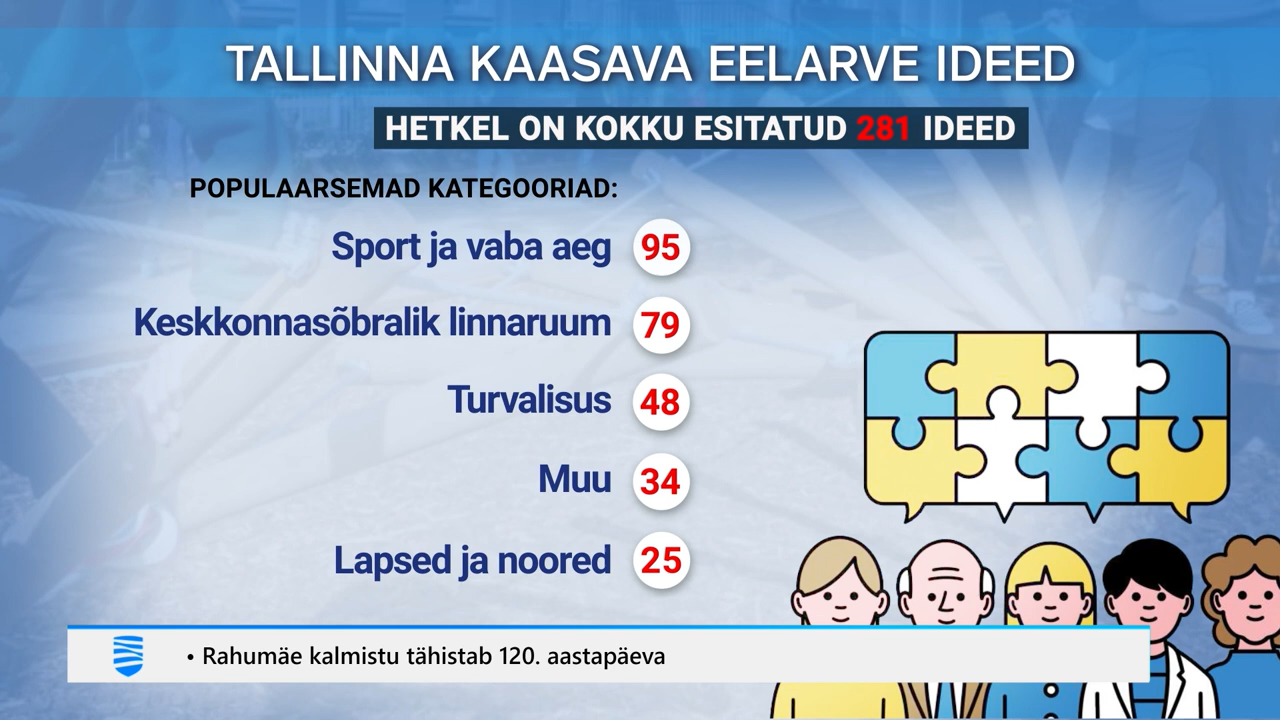 TALLINNA KAASAVA EELARVE IDEED
HETKEL ON KOKKU ESITATUD 281 IDEED
POPULAARSEMAD KATEGOORIAD:
Sport ja vaba aeg 95
Keskkonnasõbralik linnaruum 79
Turvalisus 48
Muu 34
Lapsed ja noored 25
• Rahumäe kalmistu tähistab 120. aastapäeva